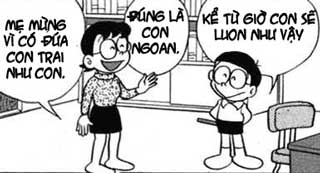 MẸ MỪNG
VÌ CÓ ĐỨA
CON TRAI
NHƯ CON.
ĐÚNG LÀ
CON
NGOAN.
KỂ TỪ GIỜ CON SẼ
LUON NHƯ VẬY